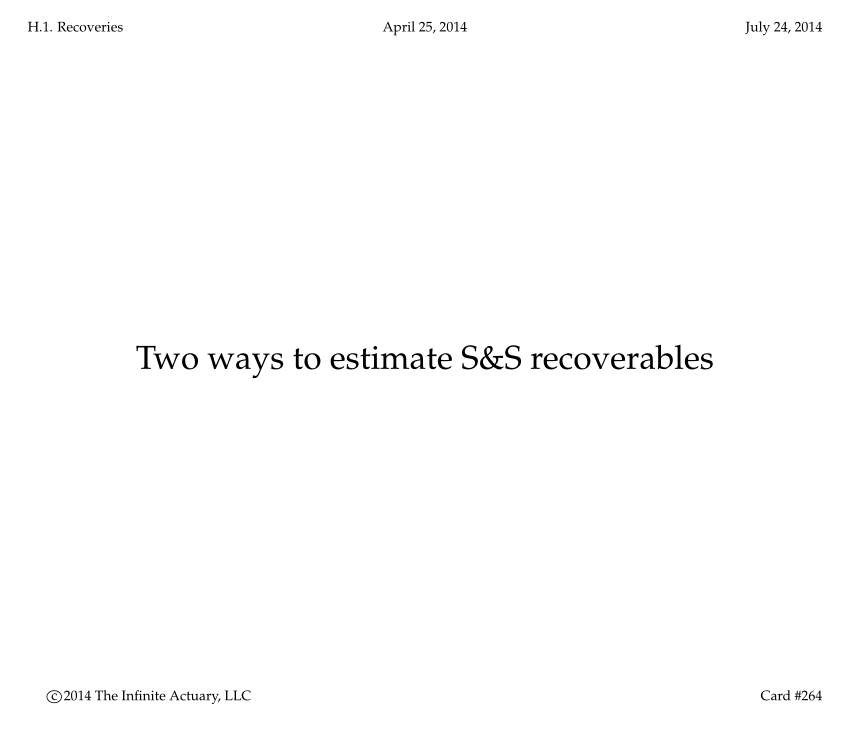 H.1. Recoveries April 25, 2014 July 24, 2014
Two ways to estimate S&S recoverables
©2014 The Infinite Actuary, LLC Card #264